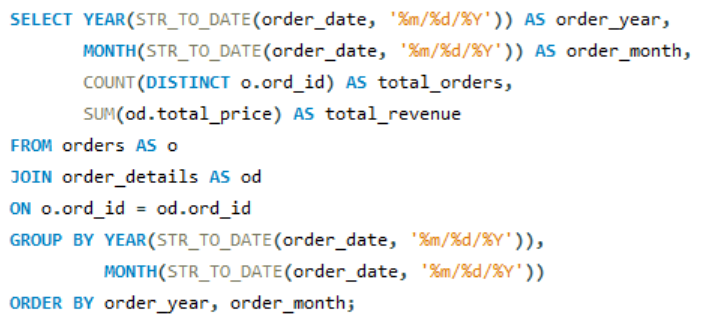 SELECT YEAR(STR_TO_DATE(order_date, '%m/%d/%Y')) AS order_year,
       MONTH(STR_TO_DATE(order_date, '%m/%d/%Y')) AS order_month,
       COUNT(DISTINCT o.ord_id) AS total_orders,
       SUM(od.total_price) AS total_revenue
FROM orders AS o
JOIN order_details AS od
ON o.ord_id = od.ord_id
GROUP BY YEAR(STR_TO_DATE(order_date, '%m/%d/%Y')),
         MONTH(STR_TO_DATE(order_date, '%m/%d/%Y'))
ORDER BY order_year, order_month;